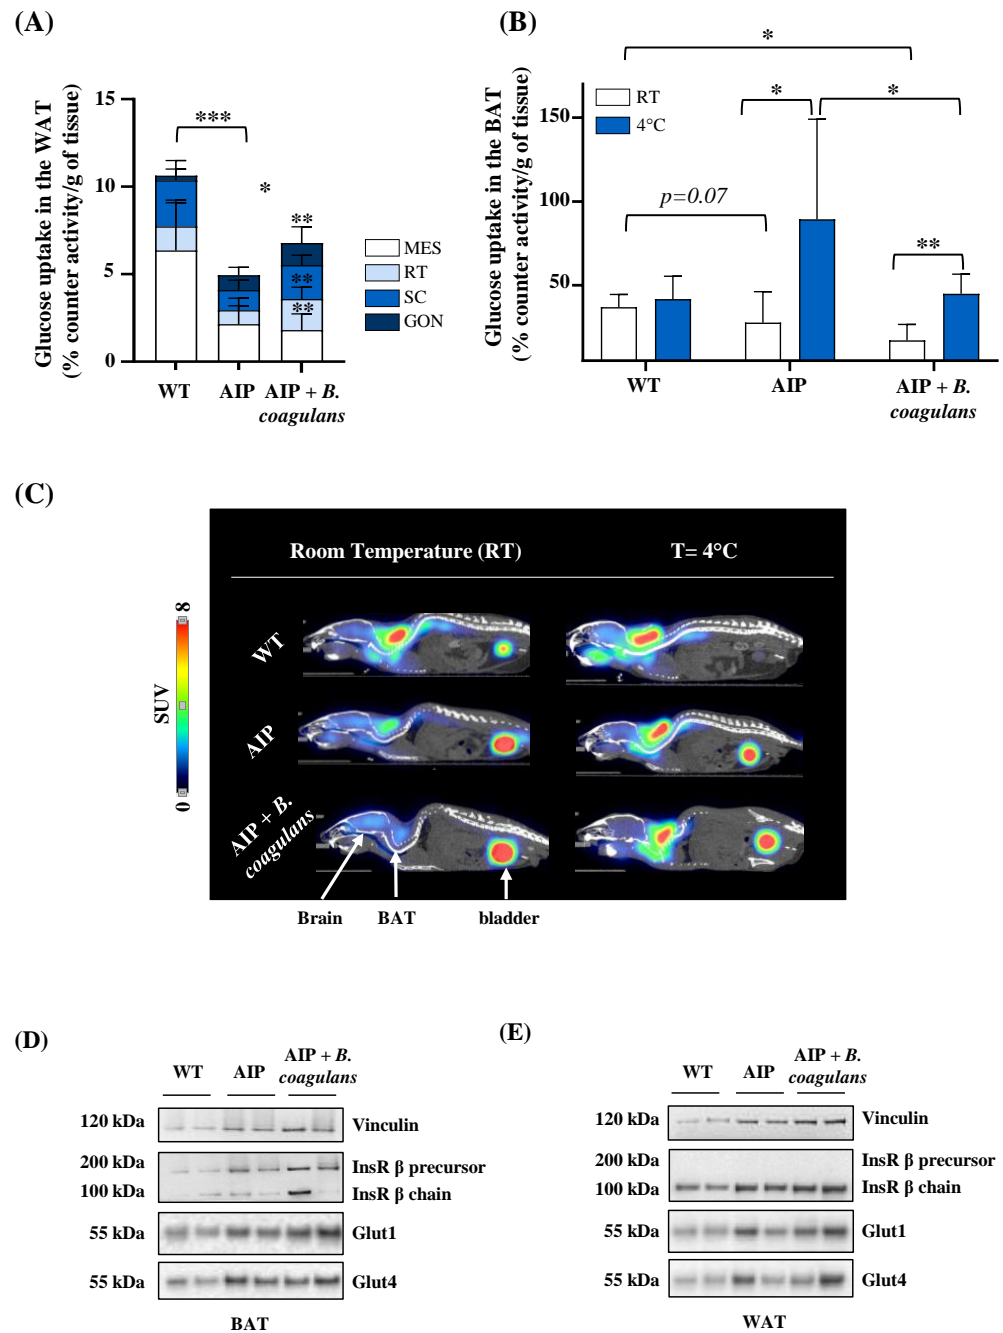 (A)
Glucose uptake in the WAT
(% counter activity/g of tissue)
15
10
5
0
***
*
**
**
**
MES
RT
SC
GON
WT
AIP
AIP + B.
coagulans
(B)
Glucose uptake in the BAT
(% counter activity/g of tissue)
150
100
50
RT
4°C
*
*
*
p=0.07
**
WT
AIP
AIP + B.
coagulans
(C)
Room Temperature (RT)
T= 4°C
8
SUV
0
WT
AIP
AIP + B.
coagulans
Brain
BAT
bladder
(D)
WT
AIP
AIP + B.
coagulans
120 kDa
Vinculin
200 kDa
InsR β precursor
100 kDa
InsR β chain
55 kDa
Glut1
55 kDa
Glut4
BAT
(E)
WT
AIP
AIP + B.
coagulans
120 kDa
Vinculin
200 kDa
InsR β precursor
100 kDa
InsR β chain
55 kDa
Glut1
55 kDa
Glut4
WAT